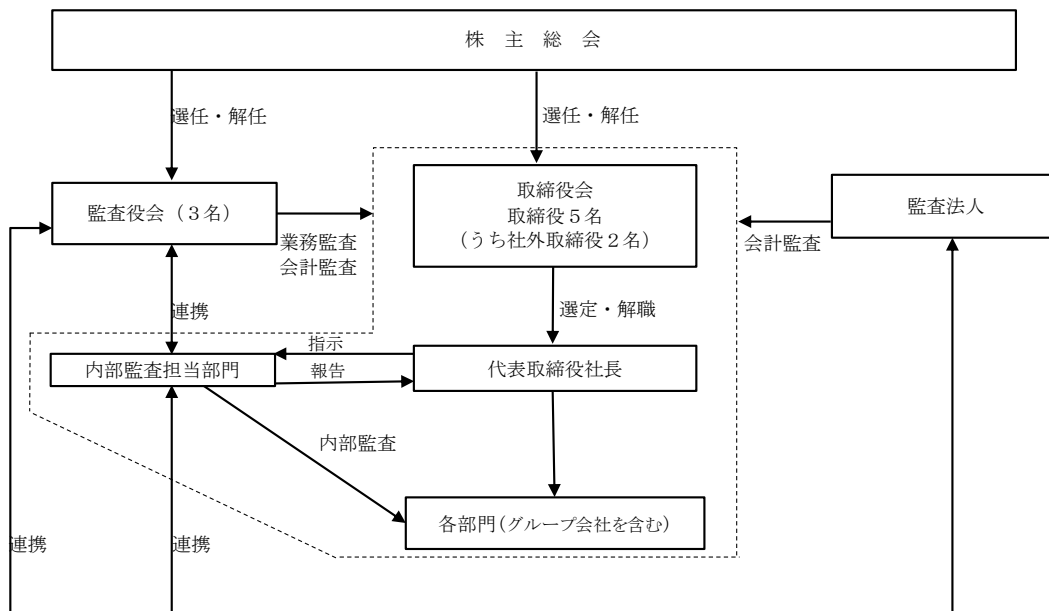 株 主 総 会
選任・解任
選任・解任
監査役会（３名）
取締役会
取締役５名
（うち社外取締役２名）
監査法人
業務監査
会計監査
会計監査
連携
選定・解職
指示
内部監査担当部門
報告
代表取締役社長
内部監査
各部門（グループ会社を含む）
連携
連携